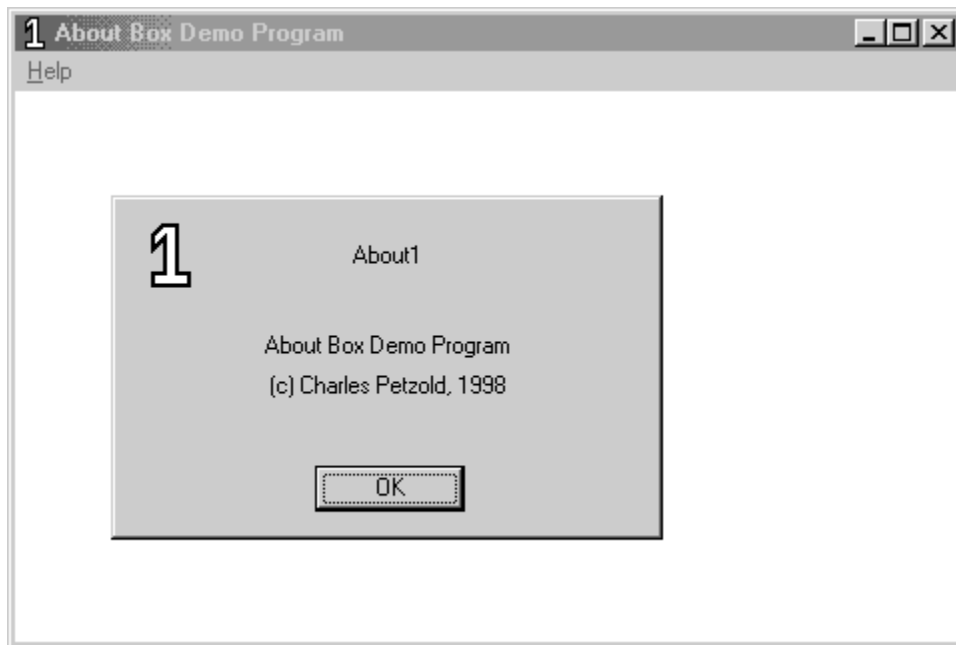 1 About Box Demo Program
Help
1
About1
About Box Demo Program
(c) Charles Petzold, 1998
OK